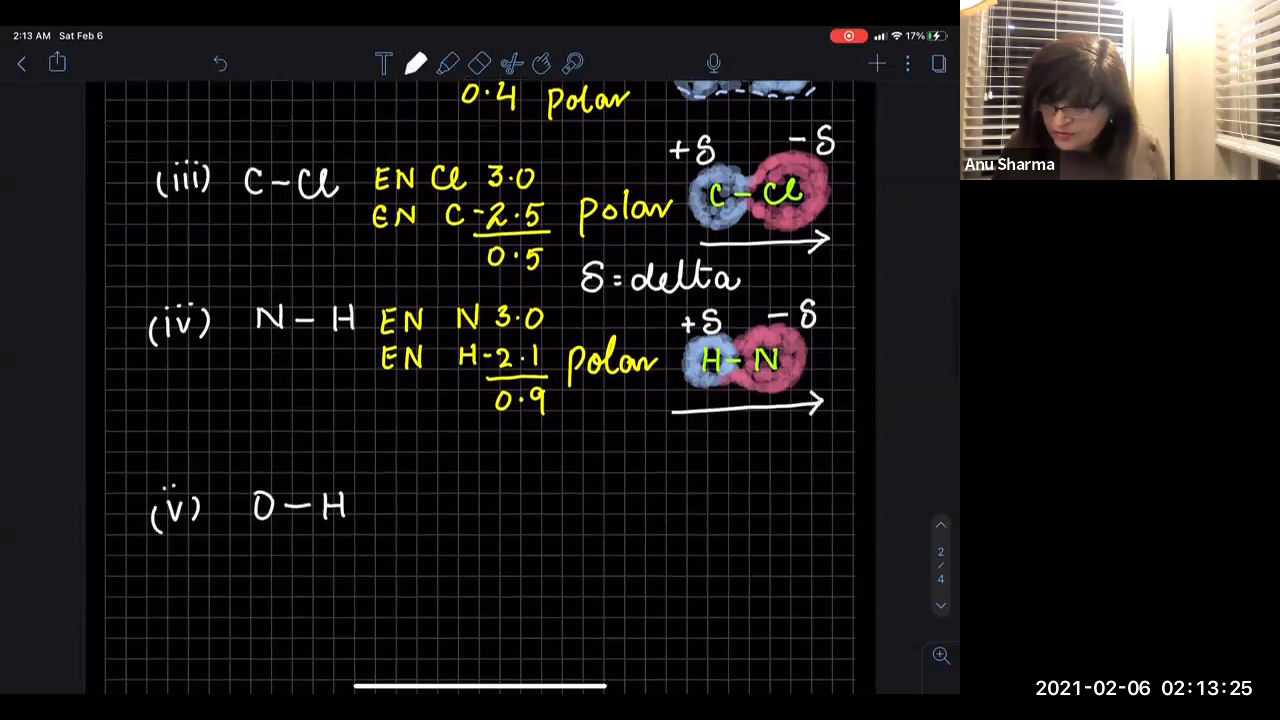 2:13 AM Sat Feb 6
17%
T
0.4 polar
(iii) C-Cl EN Cl 3.0
EN C -2.5 polar
0.5
+δ -δ
C-Cl
δ = delta
(iv) N-H EN N 3.0
EN H-2.1 polar
0.9
+δ -δ
H-N
(v) O-H
2
/
4
Anu Sharma
2021-02-06 02:13:25